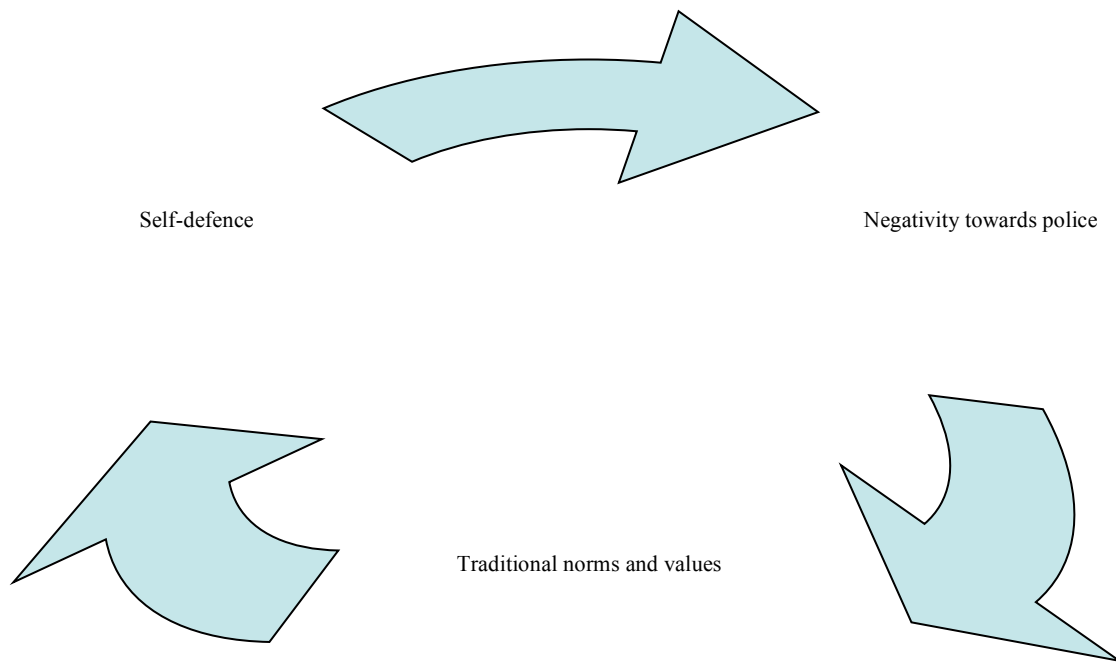 Self-defence
Negativity towards police
Traditional norms and values